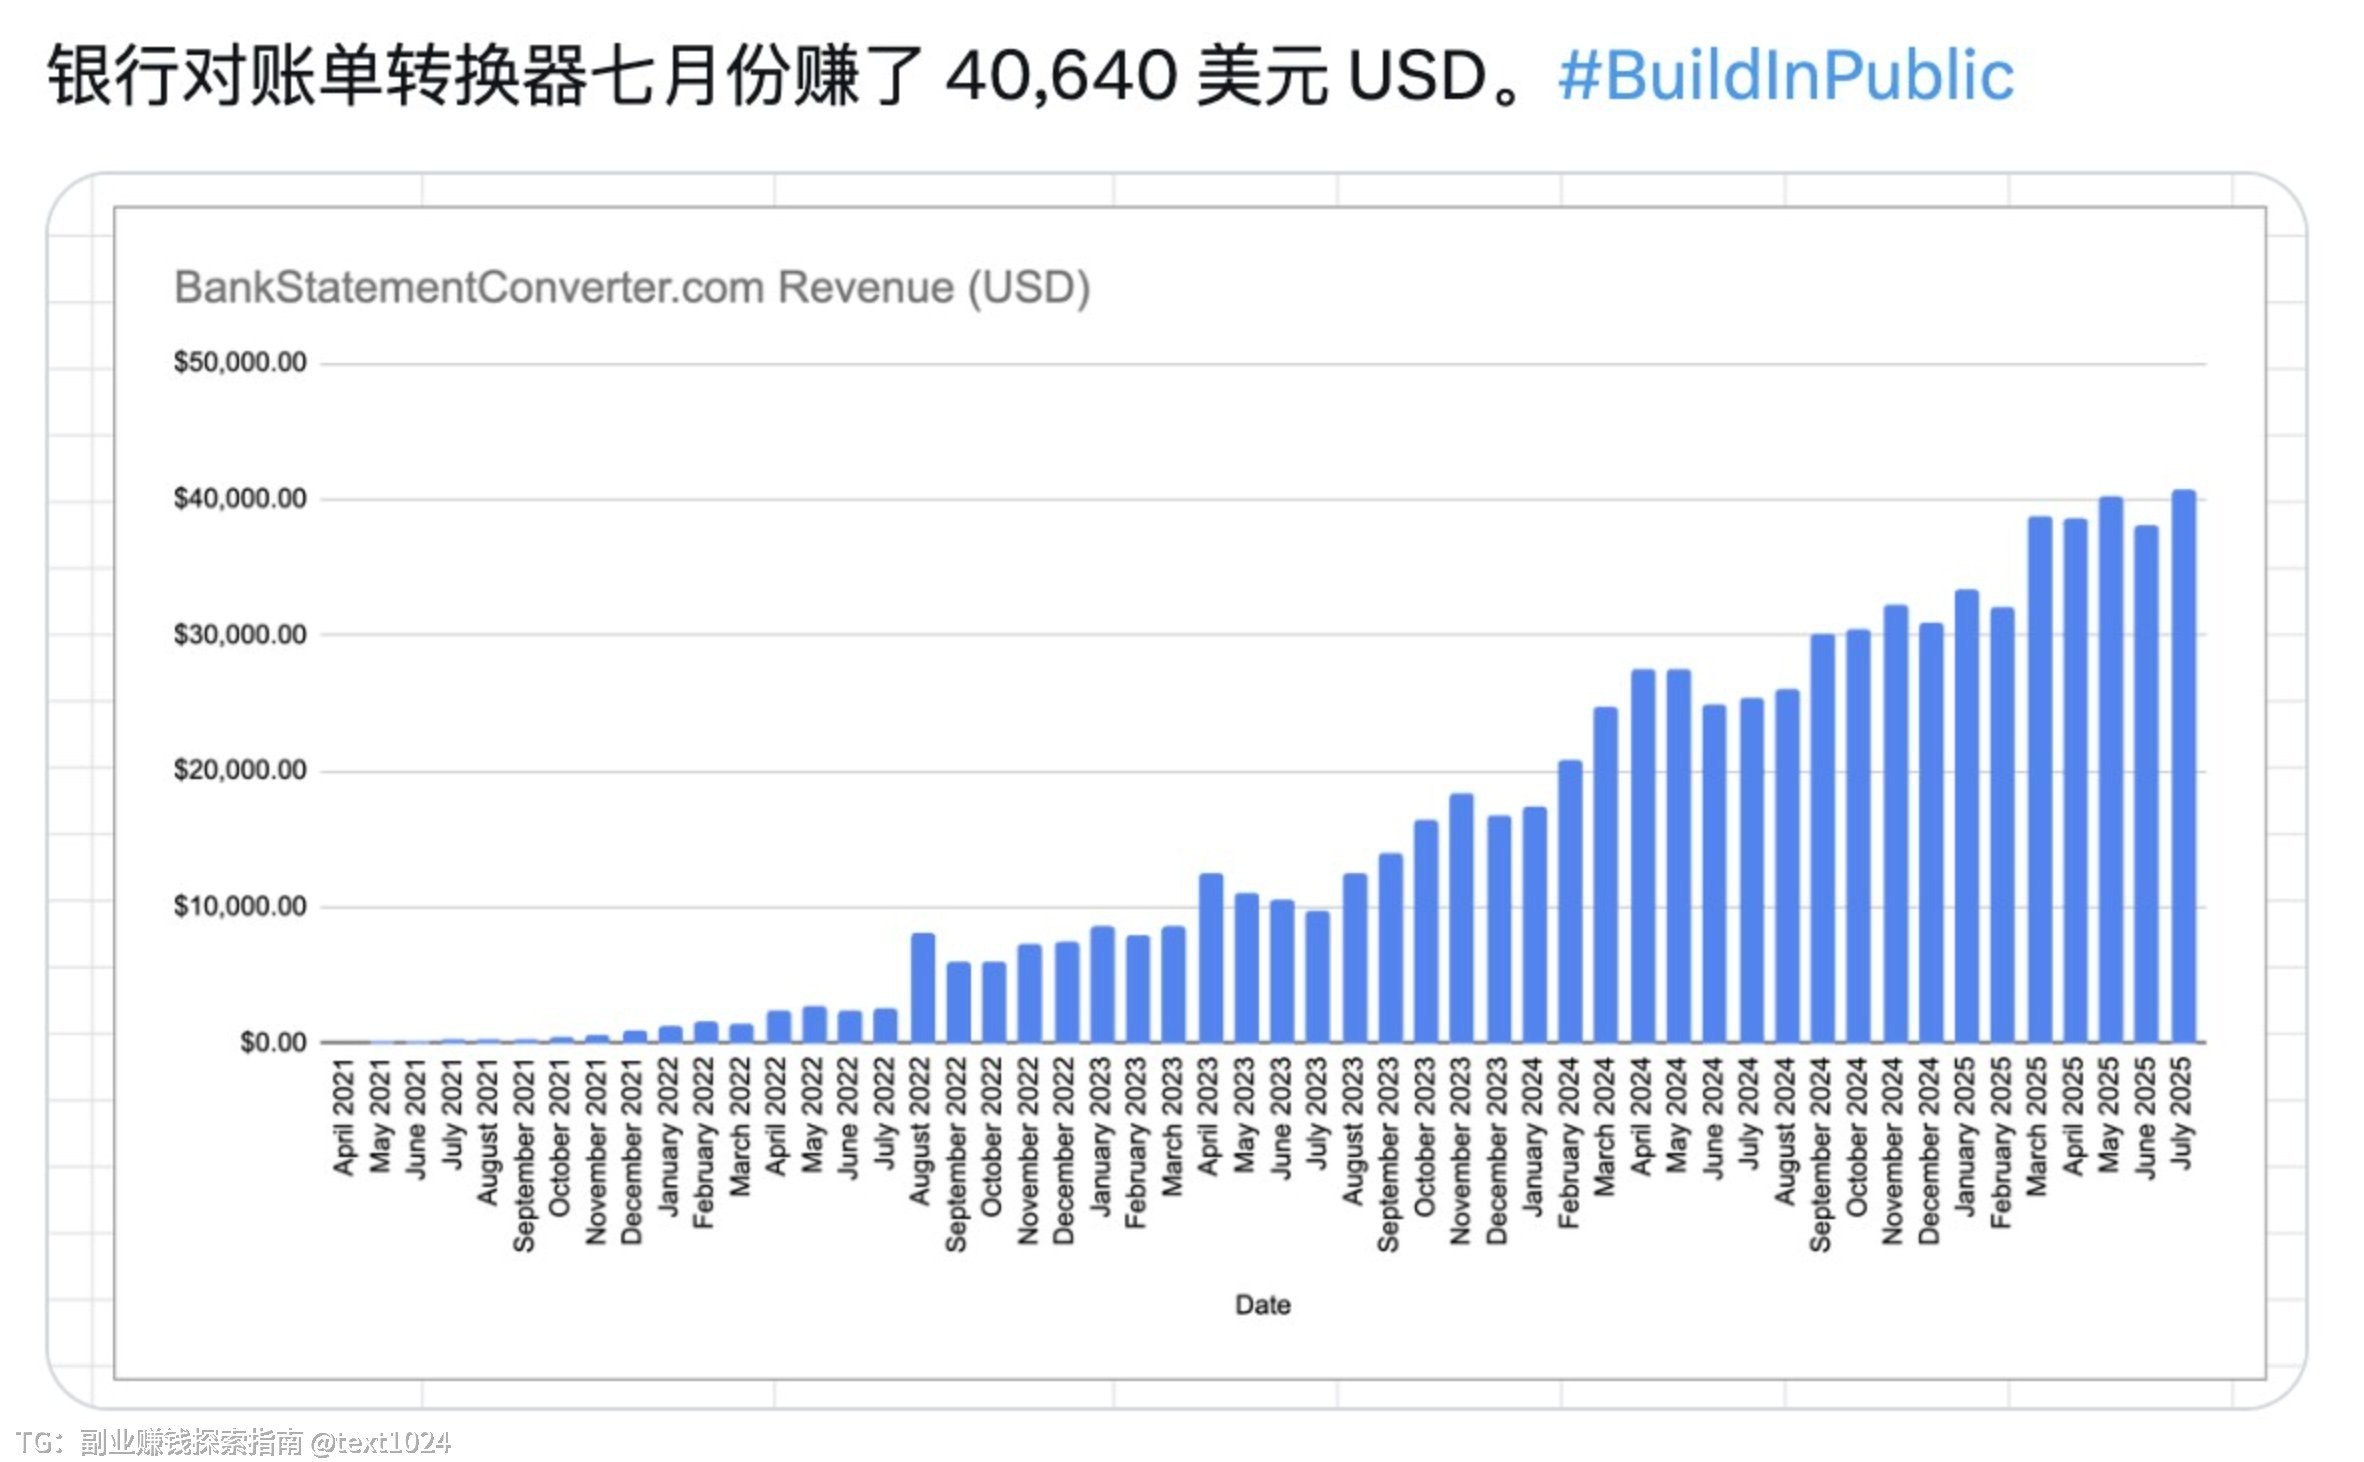 银行对账单转换器七月份赚了 40,640 美元 USD。#BuildInPublic
BankStatementConverter.com Revenue (USD)
$50,000.00
$40,000.00
$30,000.00
$20,000.00
$10,000.00
$0.00
April 2021
May 2021
June 2021
July 2021
August 2021
September 2021
October 2021
November 2021
December 2021
January 2022
February 2022
March 2022
April 2022
May 2022
June 2022
July 2022
August 2022
September 2022
October 2022
November 2022
December 2022
January 2023
February 2023
March 2023
April 2023
May 2023
June 2023
July 2023
August 2023
September 2023
October 2023
November 2023
December 2023
January 2024
February 2024
March 2024
April 2024
May 2024
June 2024
July 2024
August 2024
September 2024
October 2024
November 2024
December 2024
January 2025
February 2025
March 2025
April 2025
May 2025
June 2025
July 2025
Date
TG：副业赚钱探索指南 @text1024